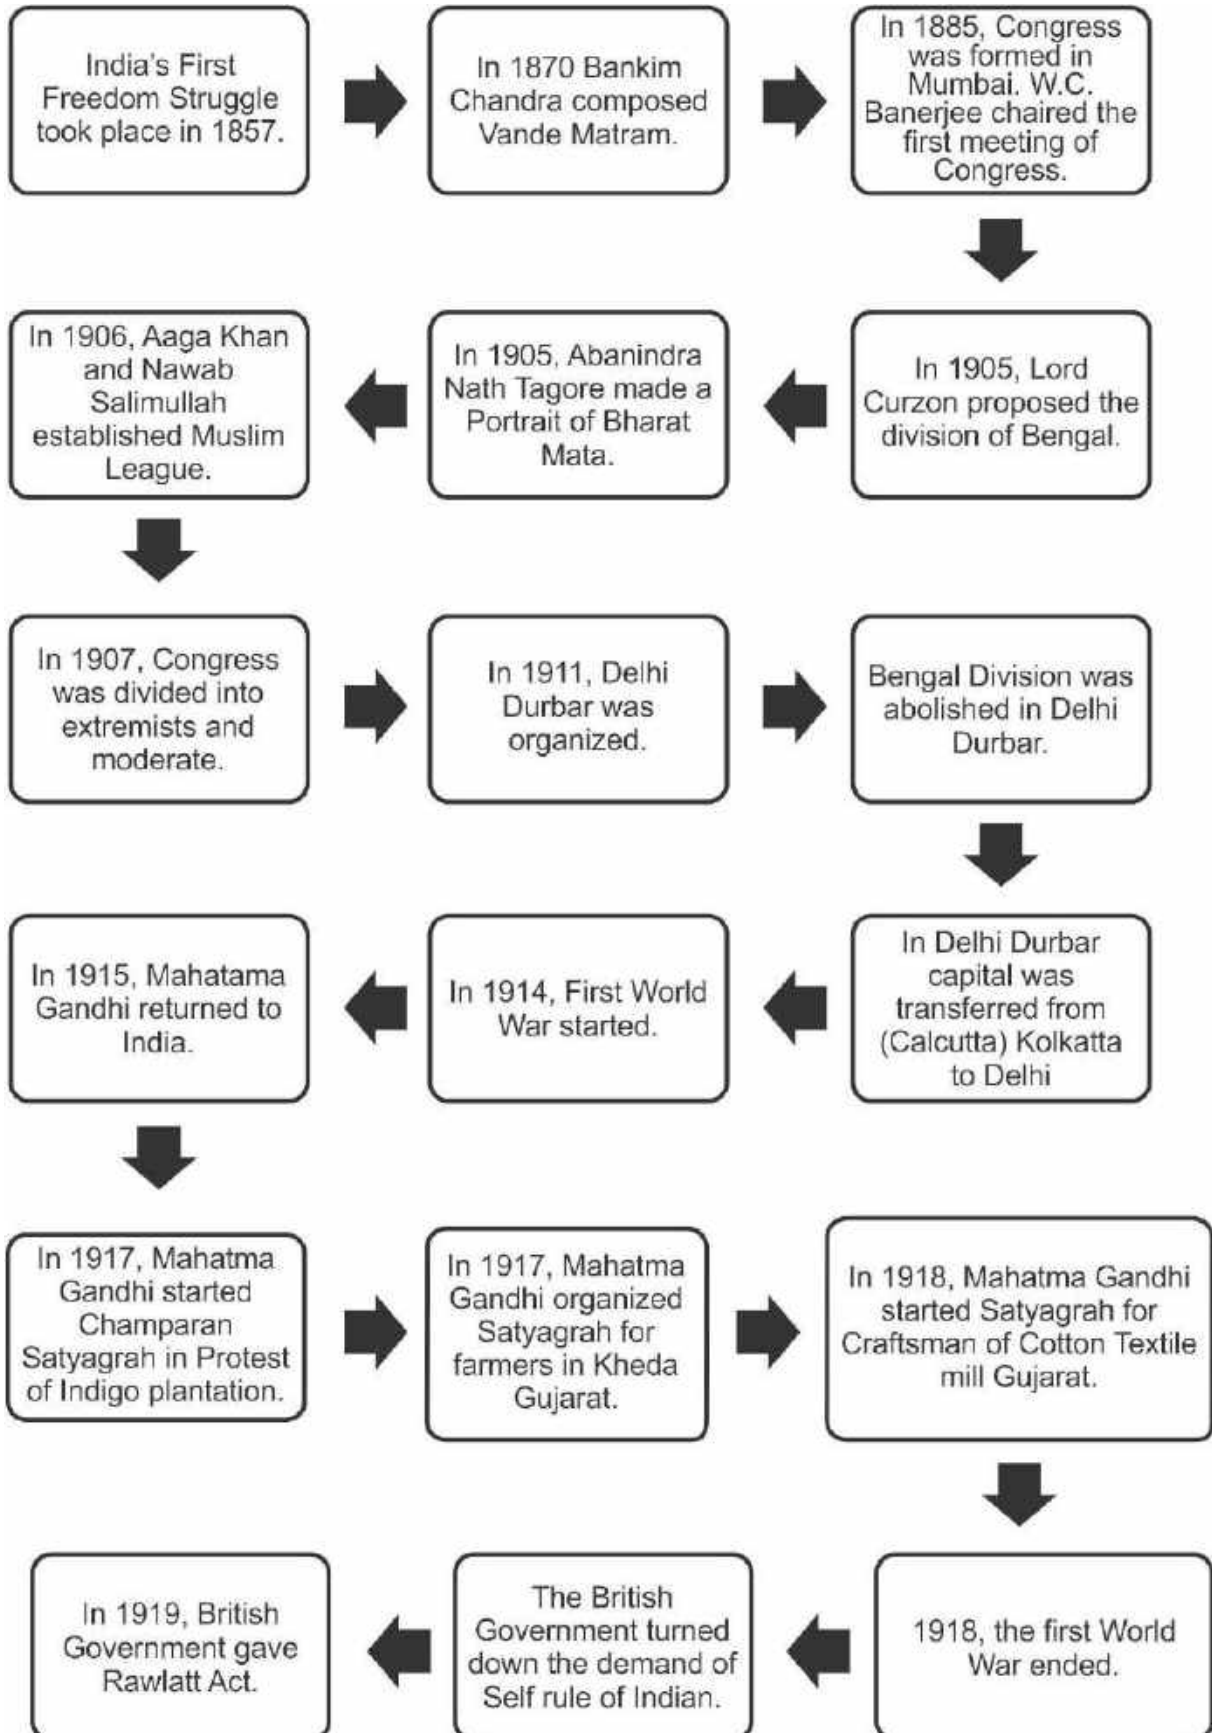 India's First
Freedom Struggle
took place in 1857.
In 1870 Bankim
Chandra composed
Vande Matram.
In 1885, Congress
was formed in
Mumbai. W.C.
Banerjee chaired the
first meeting of
Congress.
In 1905, Lord
Curzon proposed the
division of Bengal.
In 1905, Abanindra
Nath Tagore made a
Portrait of Bharat
Mata.
In 1906, Aaga Khan
and Nawab
Salimullah
established Muslim
League.
In 1907, Congress
was divided into
extremists and
moderate.
In 1911, Delhi
Durbar was
organized.
Bengal Division was
abolished in Delhi
Durbar.
In Delhi Durbar
capital was
transferred from
(Calcutta) Kolkatta
to Delhi
In 1914, First World
War started.
In 1915, Mahatama
Gandhi returned to
India.
In 1917, Mahatma
Gandhi started
Champaran
Satyagrah in Protest
of Indigo plantation.
In 1917, Mahatma
Gandhi organized
Satyagrah for
farmers in Kheda
Gujarat.
In 1918, Mahatma Gandhi
started Satyagrah for
Craftsman of Cotton Textile
mill Gujarat.
1918, the first World
War ended.
The British
Government turned
down the demand of
Self rule of Indian.
In 1919, British
Government gave
Rawlatt Act.